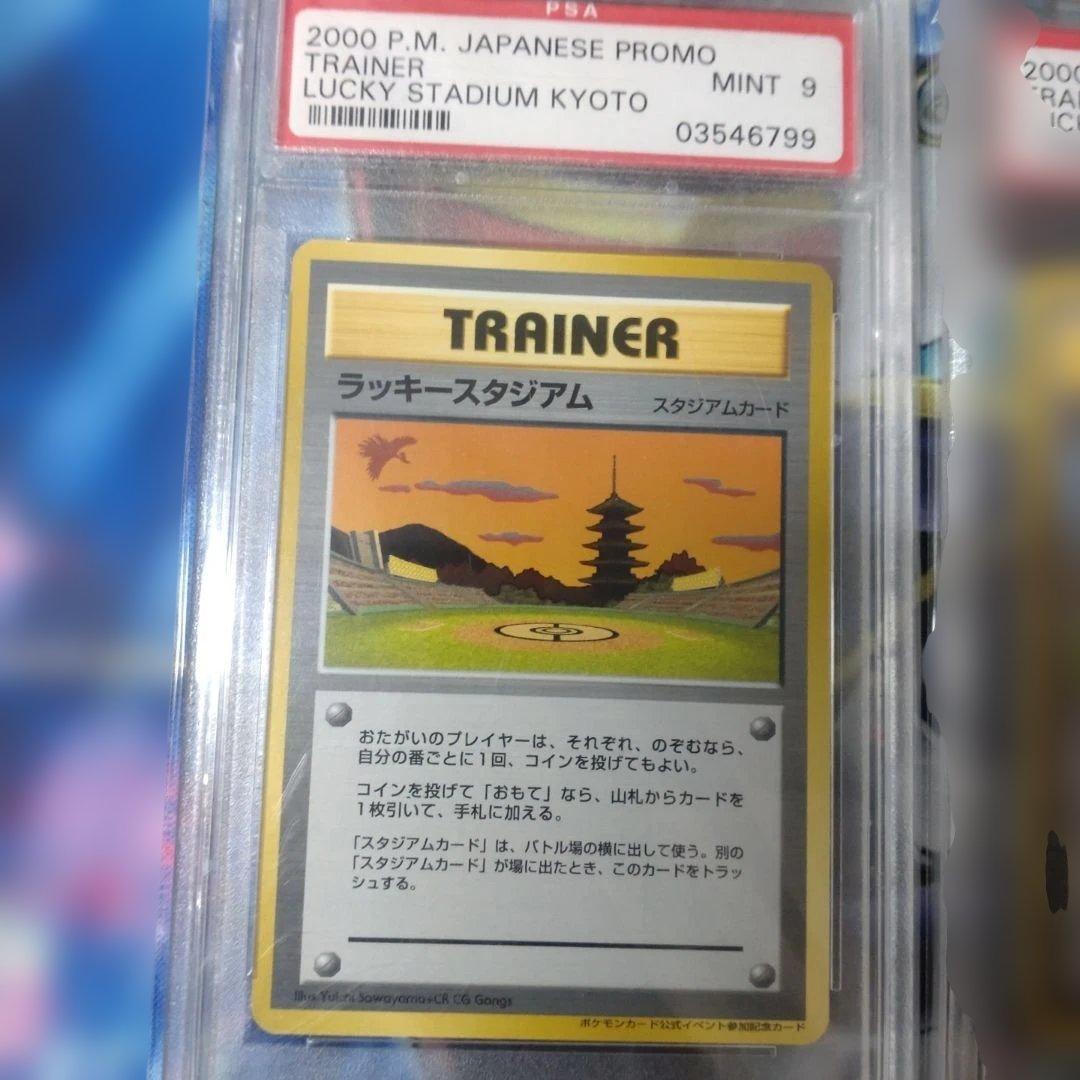 PSA
2000 P.M. JAPANESE PROMO
TRAINER MINT 9
LUCKY STADIUM KYOTO
03546799
2000
TRAI
TRAINER
ラッキースタジアム スタジアムカード
おたがいのプレイヤーは、それぞれ、のぞむなら、
自分の番ごとに1回、コインを投げてもよい。
コインを投げて「おもて」なら、山札からカードを
1枚引いて、手札に加える。
「スタジアムカード」は、バトル場の横に出して使う。別の
「スタジアムカード」が場に出たとき、このカードをトラッ
シュする。
Illus. Yuichi Sawayama+CR CG Gangs
ポケモンカード公式イベント参加記念カード